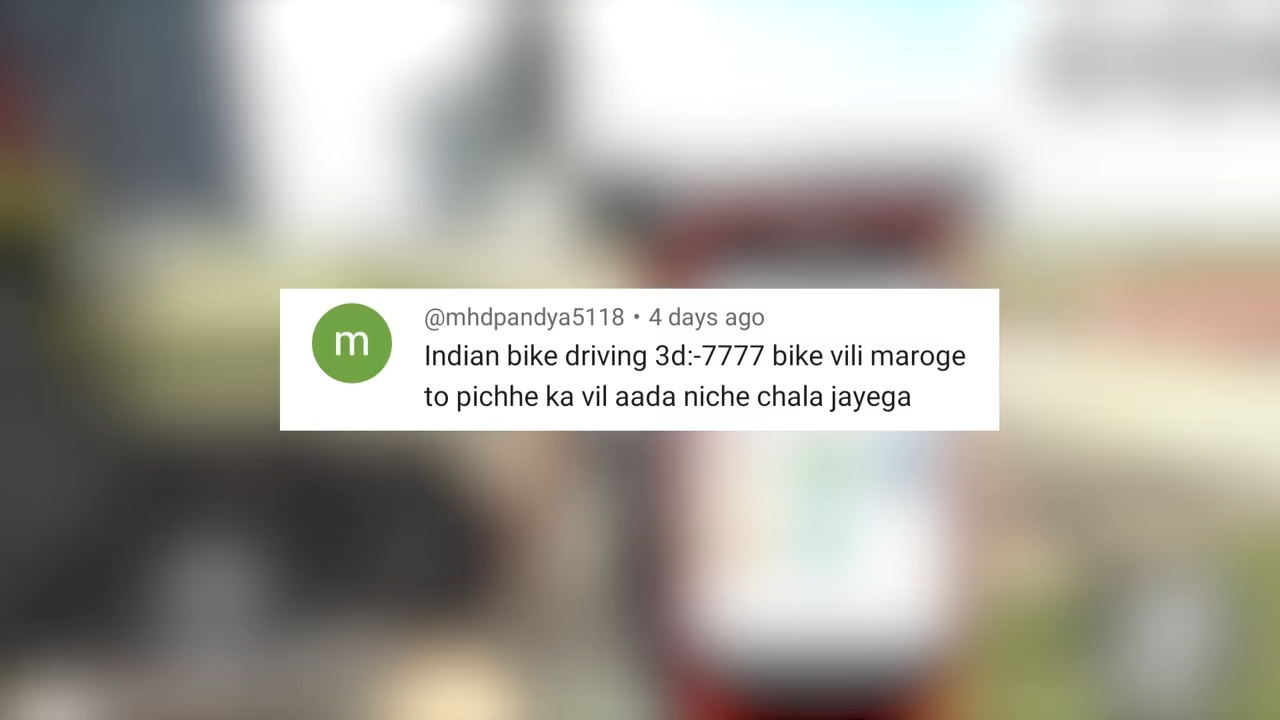 m
@mhdpandya5118 • 4 days ago
Indian bike driving 3d:-7777 bike vili maroge
to pichhe ka vil aada niche chala jayega